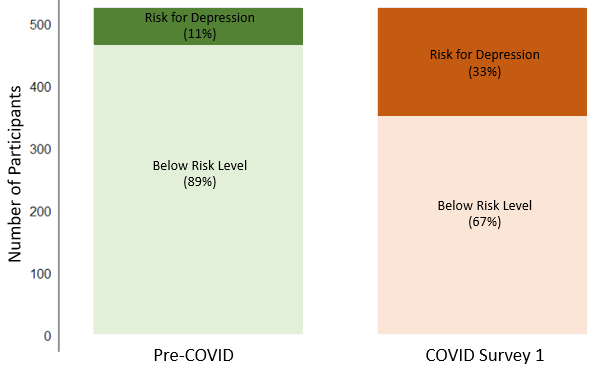 Number of Participants
500
400
300
200
100
0
Risk for Depression
(11%)
Below Risk Level
(89%)
Risk for Depression
(33%)
Below Risk Level
(67%)
Pre-COVID
COVID Survey 1